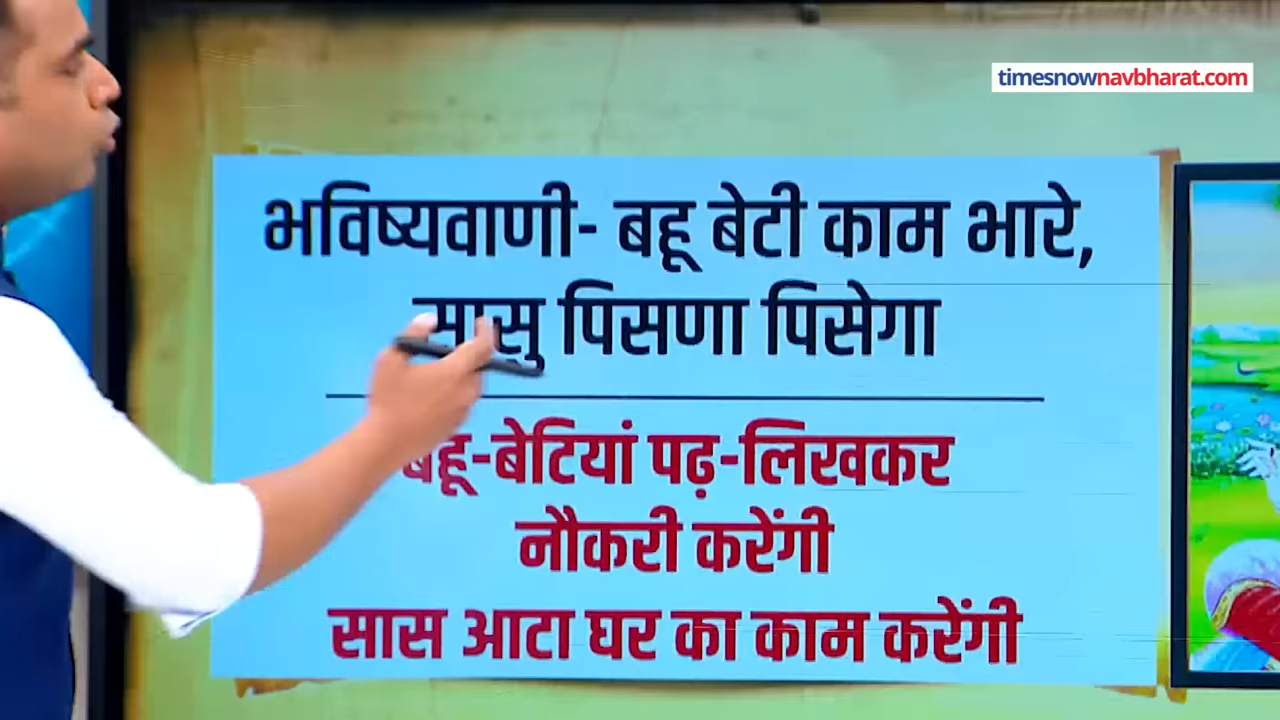 timesnownavbharat.com
भविष्यवाणी- बहू बेटी काम भारे,
सासु पिसणा पिसेगा
बहू-बेटियां पढ़-लिखकर
नौकरी करेंगी
सास आटा घर का काम करेंगी